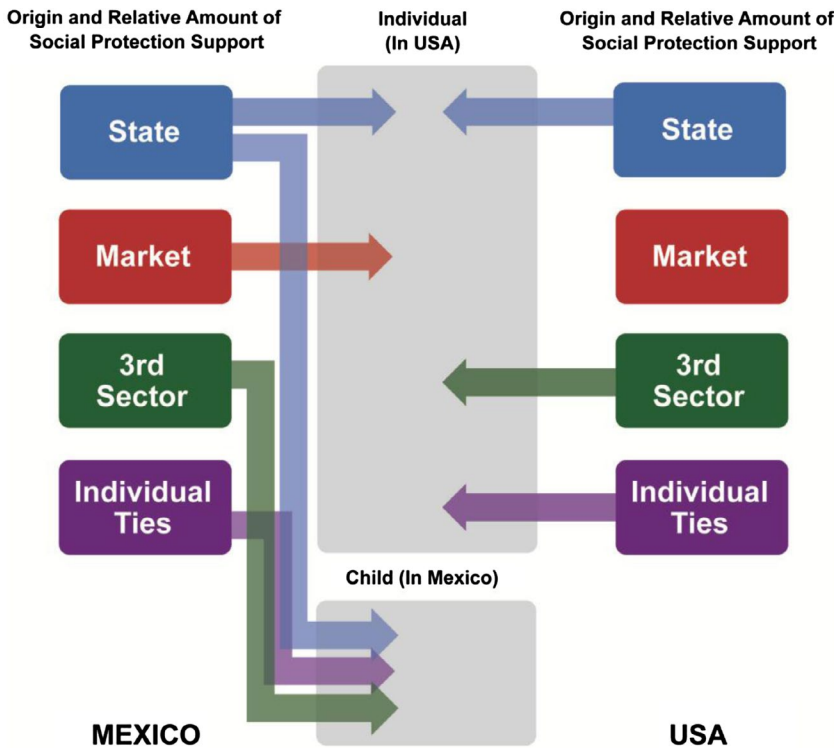 Origin and Relative Amount of
Social Protection Support
Individual
(In USA)
Origin and Relative Amount of
Social Protection Support
State
State
Market
Market
3rd
Sector
3rd
Sector
Individual
Ties
Individual
Ties
Child (In Mexico)
MEXICO
USA